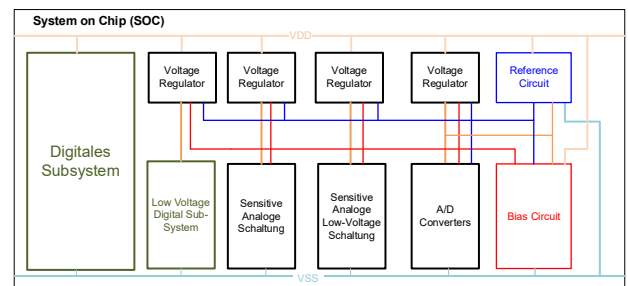 System on Chip (SOC)
VDD
Voltage
Regulator
Voltage
Regulator
Voltage
Regulator
Voltage
Regulator
Reference
Circuit
Digitales
Subsystem
Low Voltage
Digital Sub-
System
Sensitive
Analoge
Schaltung
Sensitive
Analoge
Low-Voltage
Schaltung
A/D
Converters
Bias Circuit
VSS